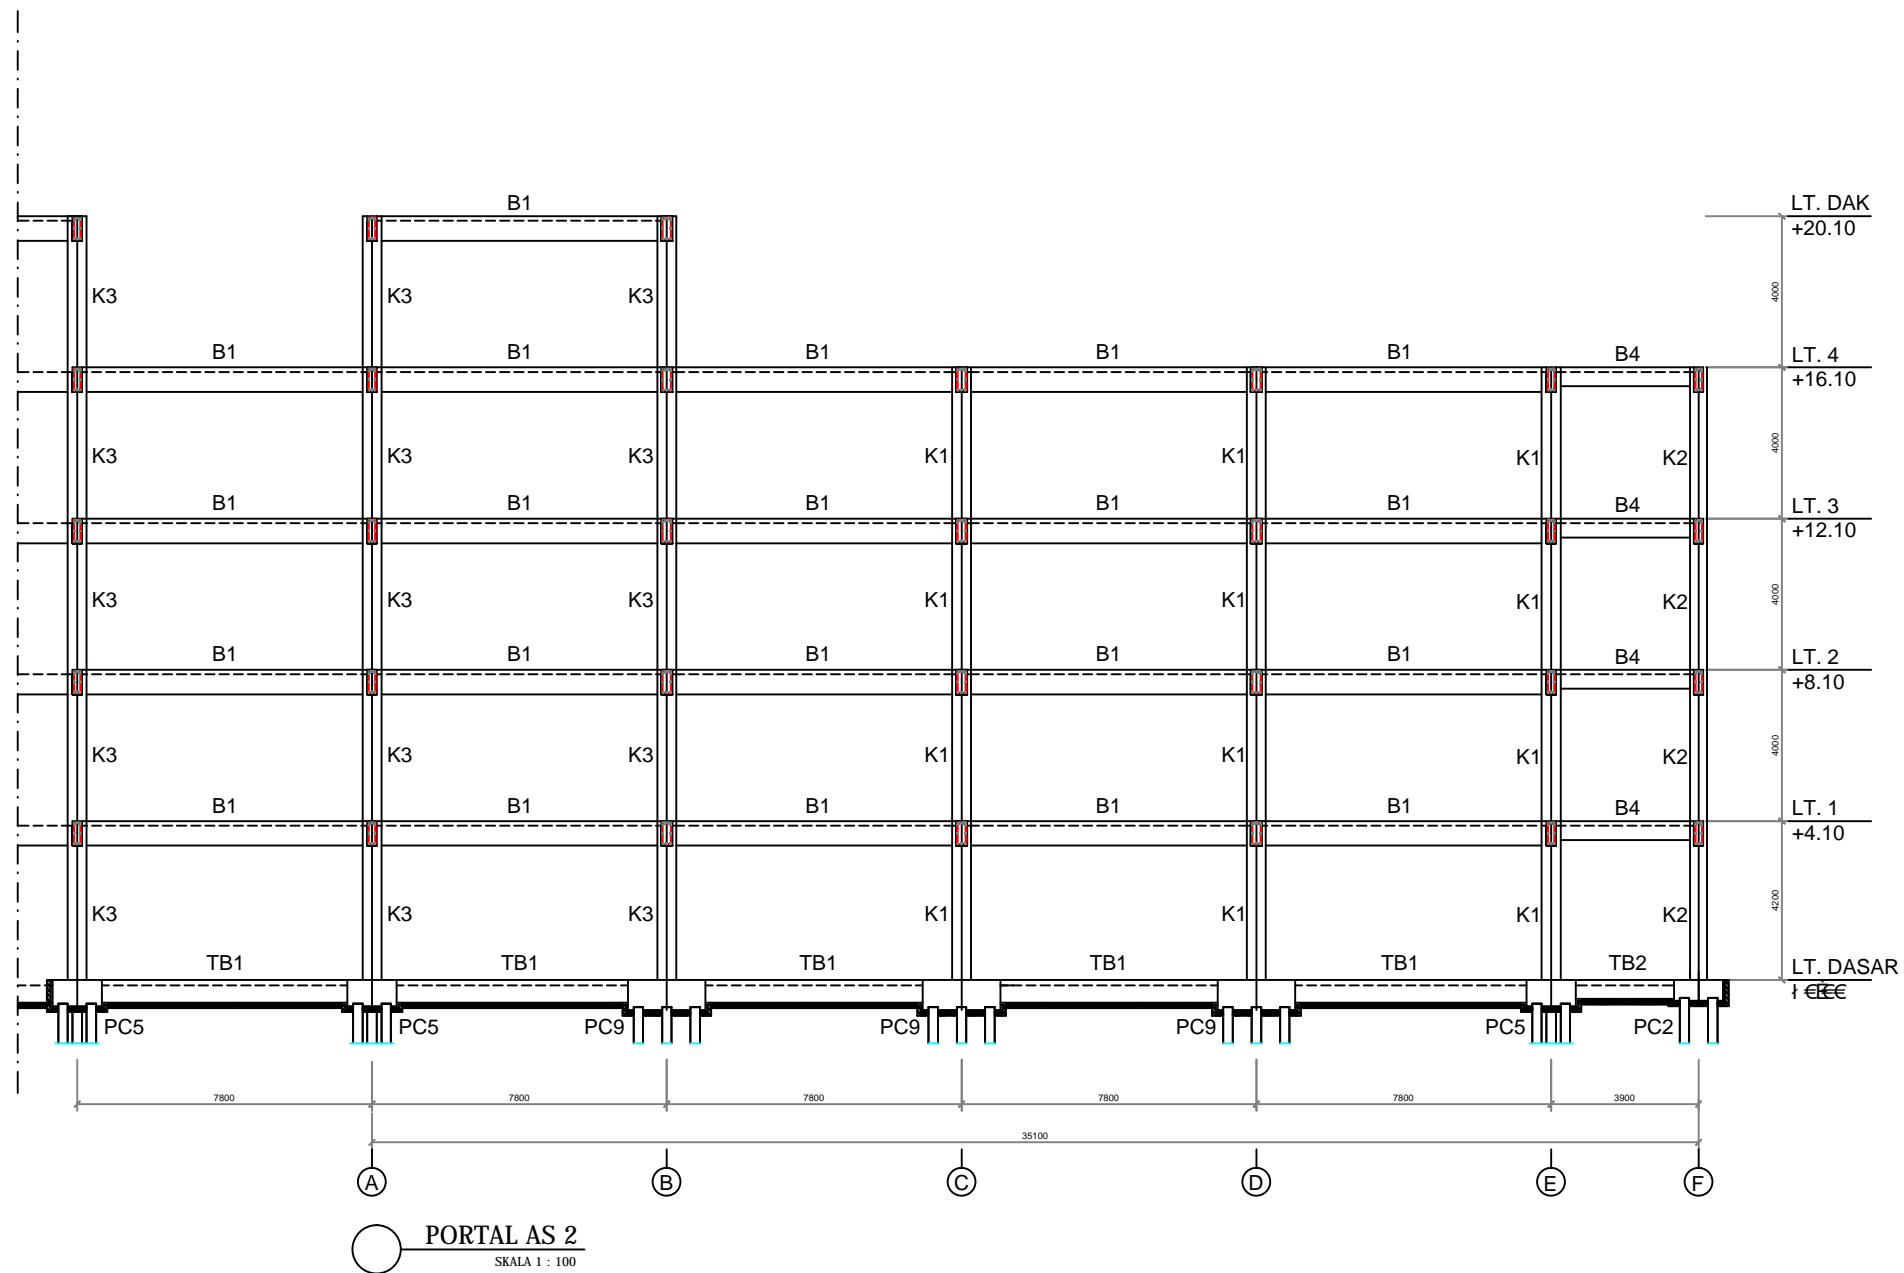 B1
LT. DAK
+20.10
K3 K3 K3
4000
B1 B1 B1 B1 B1 B4
LT. 4
+16.10
K3 K3 K3 K1 K1 K1 K2
4000
B1 B1 B1 B1 B1 B4
LT. 3
+12.10
K3 K3 K3 K1 K1 K1 K2
4000
B1 B1 B1 B1 B1 B4
LT. 2
+8.10
K3 K3 K3 K1 K1 K1 K2
4000
B1 B1 B1 B1 B1 B4
LT. 1
+4.10
K3 K3 K3 K1 K1 K1 K2
4200
TB1 TB1 TB1 TB1 TB1 TB2
LT. DASAR
PC5 PC5 PC9 PC9 PC9 PC5 PC2
7800 7800 7800 7800 7800 3900
35100
A B C D E F
PORTAL AS 2
SKALA 1 : 100